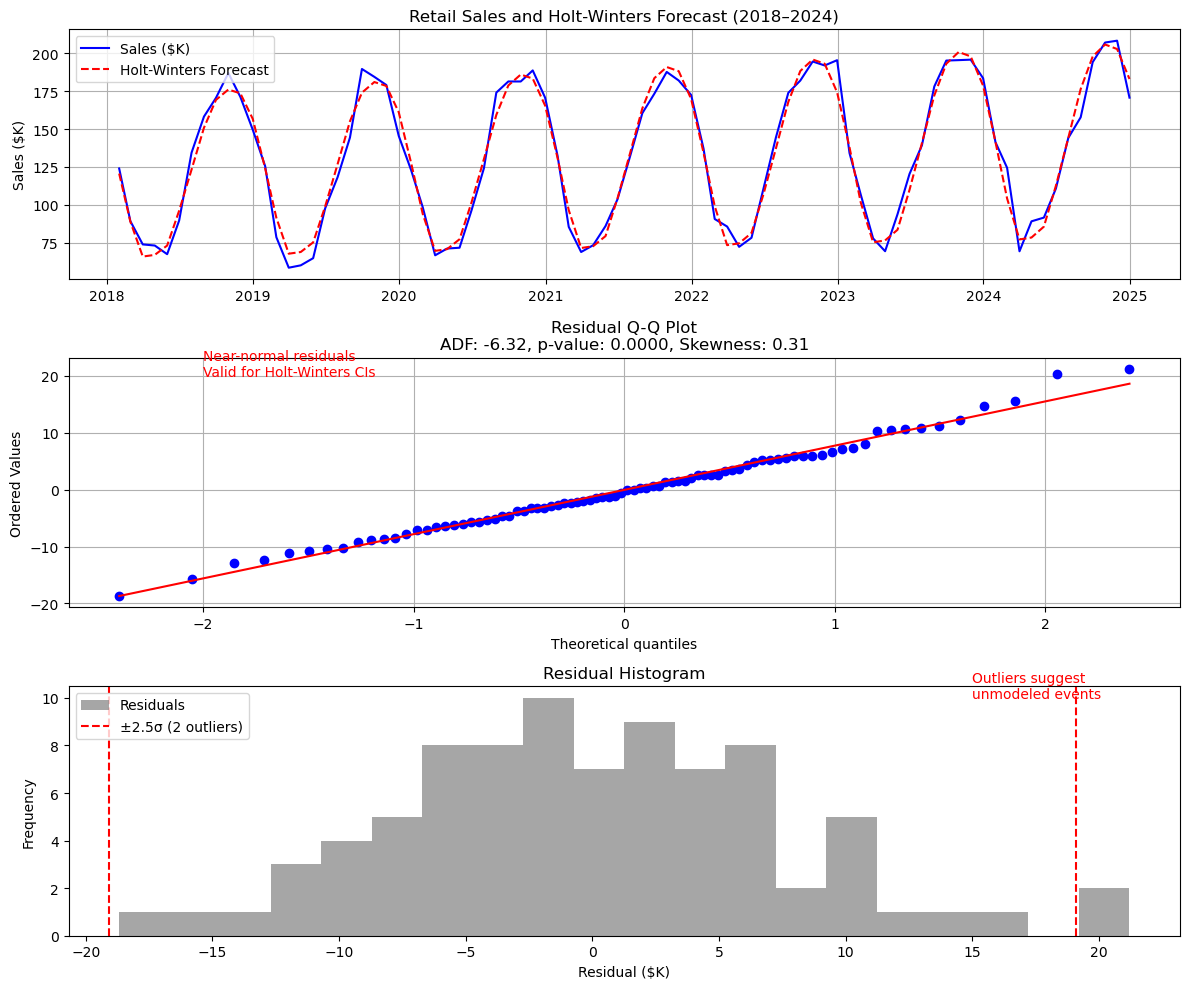 Retail Sales and Holt-Winters Forecast (2018–2024)
Sales ($K)
Holt-Winters Forecast
Sales ($K)
200
175
150
125
100
75
2018
2019
2020
2021
2022
2023
2024
2025
Residual Q-Q Plot
ADF: -6.32, p-value: 0.0000, Skewness: 0.31
Near-normal residuals
Valid for Holt-Winters CIs
Ordered Values
20
10
0
−10
−20
−2
−1
0
1
2
Theoretical quantiles
Residual Histogram
Outliers suggest
unmodeled events
Residuals
±2.5σ (2 outliers)
Frequency
10
8
6
4
2
0
−20
−15
−10
−5
0
5
10
15
20
Residual ($K)